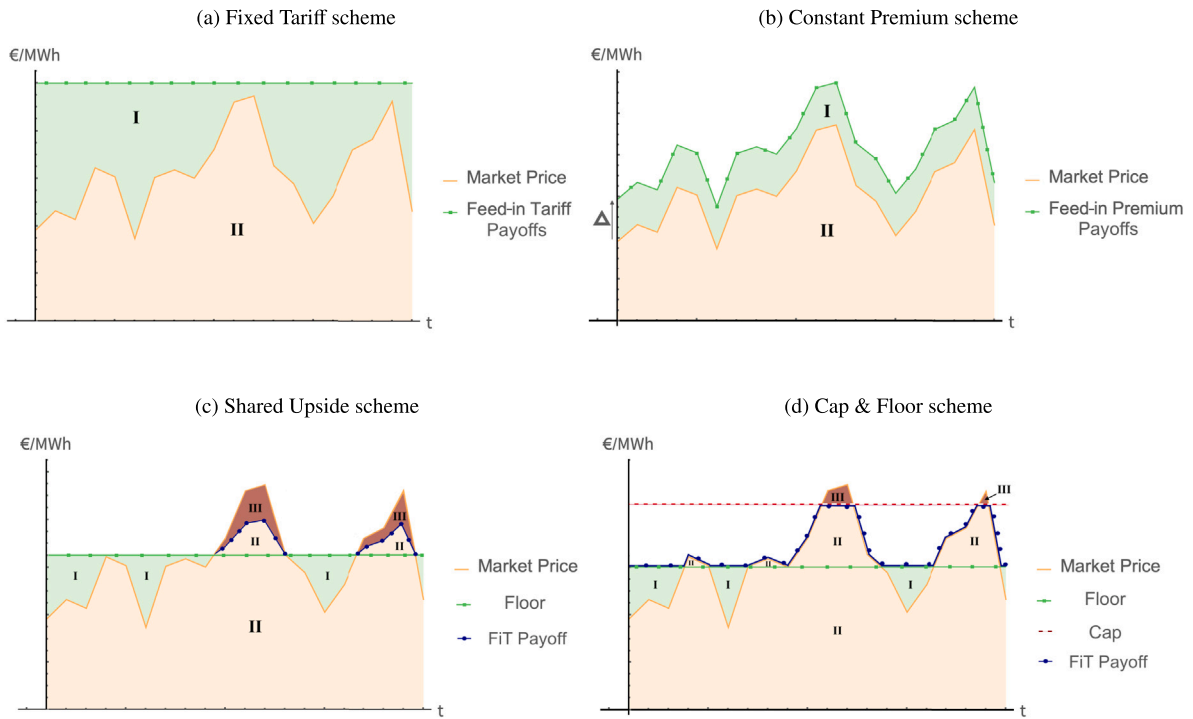 (a) Fixed Tariff scheme
€/MWh
I
II
Market Price
Feed-in Tariff
Payoffs
t
(b) Constant Premium scheme
€/MWh
I
Δ
II
Market Price
Feed-in Premium
Payoffs
t
(c) Shared Upside scheme
€/MWh
III
III
II
II
I
I
I
II
Market Price
Floor
FiT Payoff
t
(d) Cap & Floor scheme
€/MWh
III
III
II
II
II
II
I
I
I
II
Market Price
Floor
Cap
FiT Payoff
t